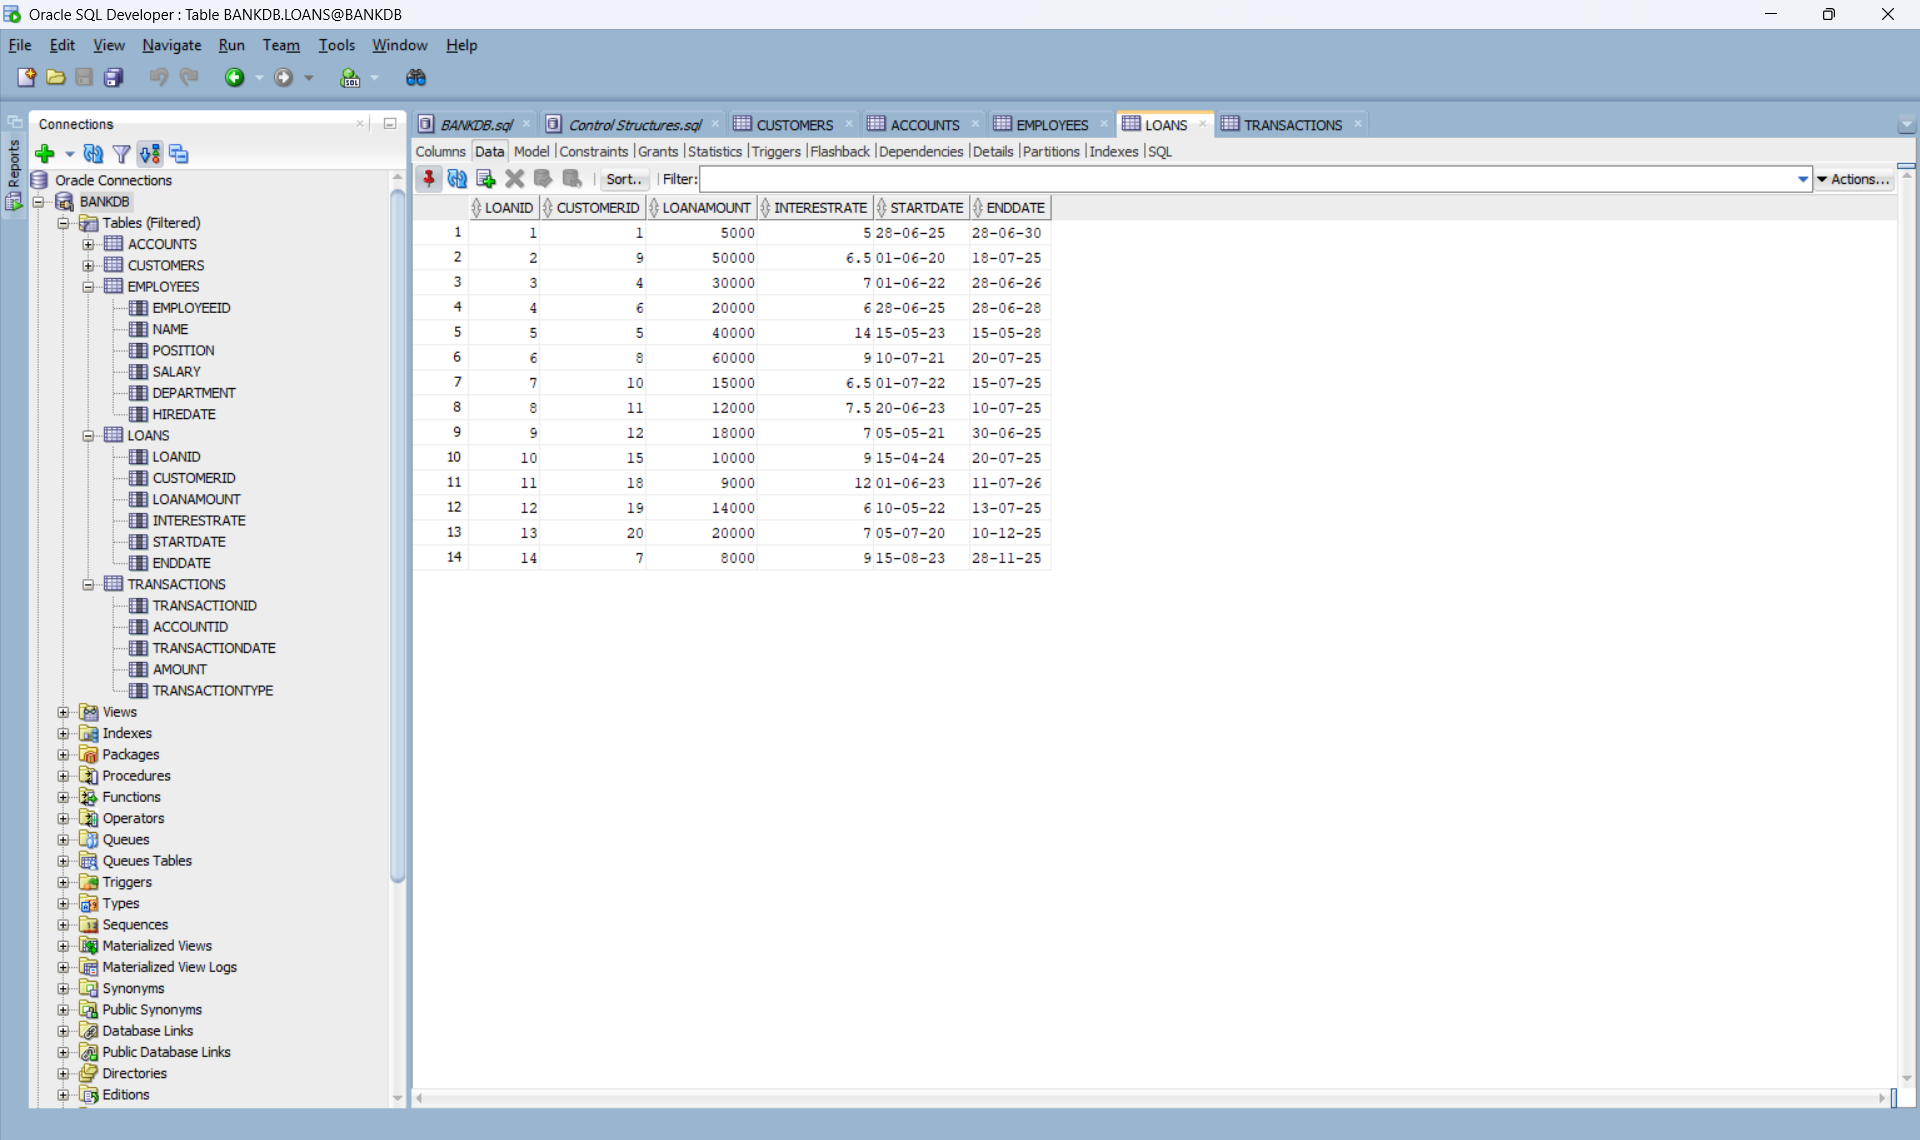 Oracle SQL Developer : Table BANKDB.LOANS@BANKDB
File Edit View Navigate Run Team Tools Window Help
Reports
Connections
Oracle Connections
BANKDB
Tables (Filtered)
ACCOUNTS
CUSTOMERS
EMPLOYEES
EMPLOYEEID
NAME
POSITION
SALARY
DEPARTMENT
HIREDATE
LOANS
LOANID
CUSTOMERID
LOANAMOUNT
INTERESTRATE
STARTDATE
ENDDATE
TRANSACTIONS
TRANSACTIONID
ACCOUNTID
TRANSACTIONDATE
AMOUNT
TRANSACTIONTYPE
Views
Indexes
Packages
Procedures
Functions
Operators
Queues
Queues Tables
Triggers
Types
Sequences
Materialized Views
Materialized View Logs
Synonyms
Public Synonyms
Database Links
Public Database Links
Directories
Editions
BANKDB.sql Control Structures.sql CUSTOMERS ACCOUNTS EMPLOYEES LOANS TRANSACTIONS
Columns Data Model Constraints Grants Statistics Triggers Flashback Dependencies Details Partitions Indexes SQL
Sort.. Filter: Actions...
LOANID CUSTOMERID LOANAMOUNT INTERESTRATE STARTDATE ENDDATE
1 1 1 5000 5 28-06-25 28-06-30
2 2 9 50000 6.5 01-06-20 18-07-25
3 3 4 30000 7 01-06-22 28-06-26
4 4 6 20000 6 28-06-25 28-06-28
5 5 5 40000 14 15-05-23 15-05-28
6 6 8 60000 9 10-07-21 20-07-25
7 7 10 15000 6.5 01-07-22 15-07-25
8 8 11 12000 7.5 20-06-23 10-07-25
9 9 12 18000 7 05-05-21 30-06-25
10 10 15 10000 9 15-04-24 20-07-25
11 11 18 9000 12 01-06-23 11-07-26
12 12 19 14000 6 10-05-22 13-07-25
13 13 20 20000 7 05-07-20 10-12-25
14 14 7 8000 9 15-08-23 28-11-25